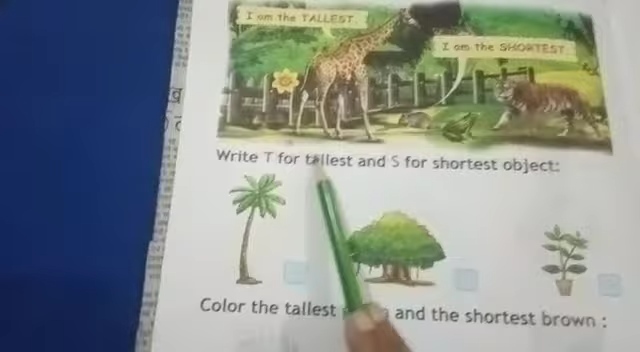 I am the TALLEST.
I am the SHORTEST.
Write T for tallest and S for shortest object:
Color the tallest and the shortest brown :